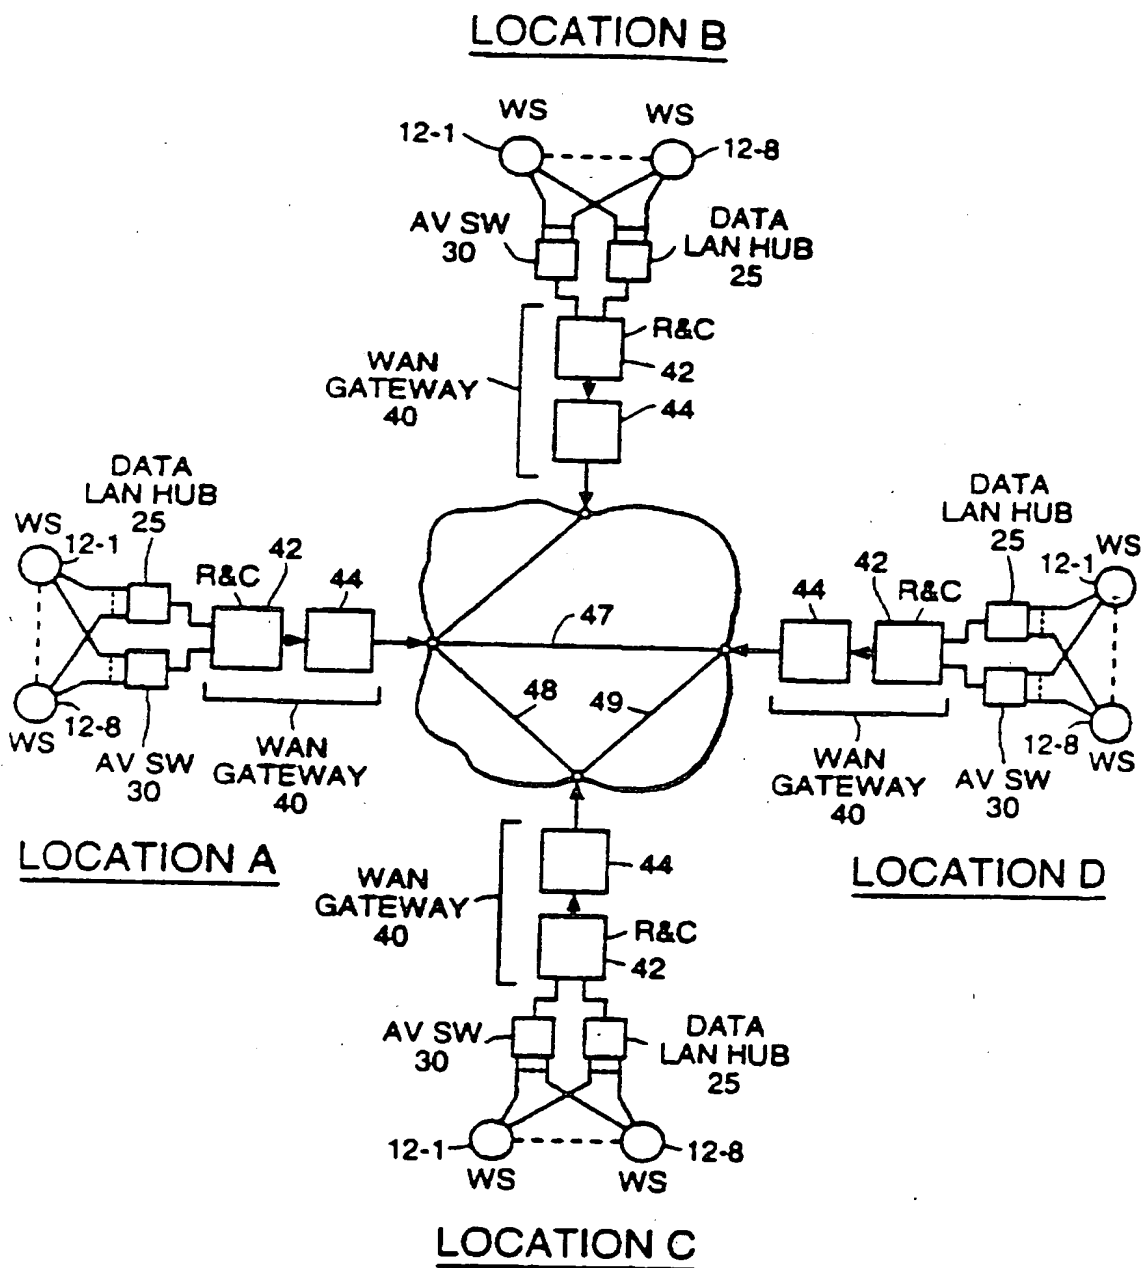 LOCATION B
WS
WS
12-1
12-8
AV SW
30
DATA
LAN HUB
25
R&C
42
WAN
GATEWAY
40
44
DATA
LAN HUB
25
WS
12-1
42
R&C
44
12-8
WS
AV SW
30
WAN
GATEWAY
40
LOCATION A
47
48
49
DATA
LAN HUB
25
WS
12-1
42
R&C
44
12-8
WS
AV SW
30
WAN
GATEWAY
40
LOCATION D
44
WAN
GATEWAY
40
R&C
42
AV SW
30
DATA
LAN HUB
25
12-1
12-8
WS
WS
LOCATION C